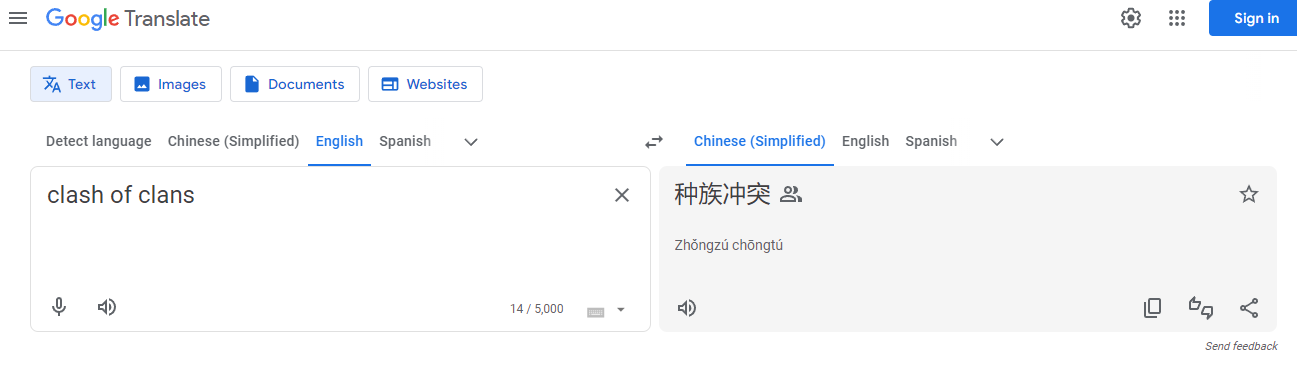 Google Translate
Sign in
Text Images Documents Websites
Detect language Chinese (Simplified) English Spanish
Chinese (Simplified) English Spanish
clash of clans
种族冲突
Zhǒngzú chōngtú
14 / 5,000
Send feedback